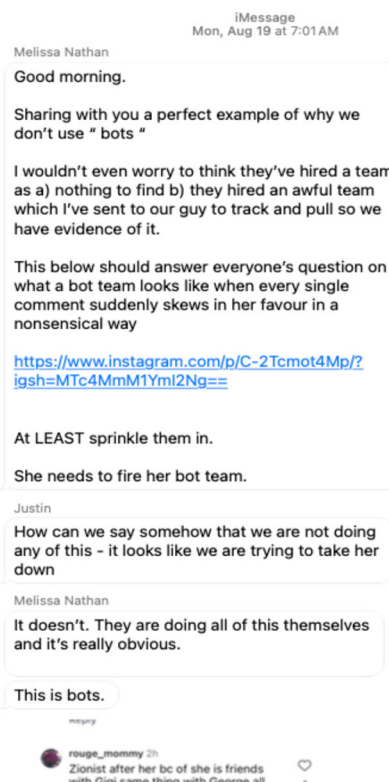 iMessage
Mon, Aug 19 at 7:01 AM
Melissa Nathan
Good morning.
Sharing with you a perfect example of why we
don't use “ bots “
I wouldn't even worry to think they've hired a team
as a) nothing to find b) they hired an awful team
which I've sent to our guy to track and pull so we
have evidence of it.
This below should answer everyone's question on
what a bot team looks like when every single
comment suddenly skews in her favour in a
nonsensical way
https://www.instagram.com/p/C-2Tcmot4Mp/?
igsh=MTc4MmM1YmI2Ng==
At LEAST sprinkle them in.
She needs to fire her bot team.
Justin
How can we say somehow that we are not doing
any of this - it looks like we are trying to take her
down
Melissa Nathan
It doesn't. They are doing all of this themselves
and it's really obvious.
This is bots.
Reply
rouge_mommy 2h
Zionist after her bc of she is friends
with Gigi same thing with George all